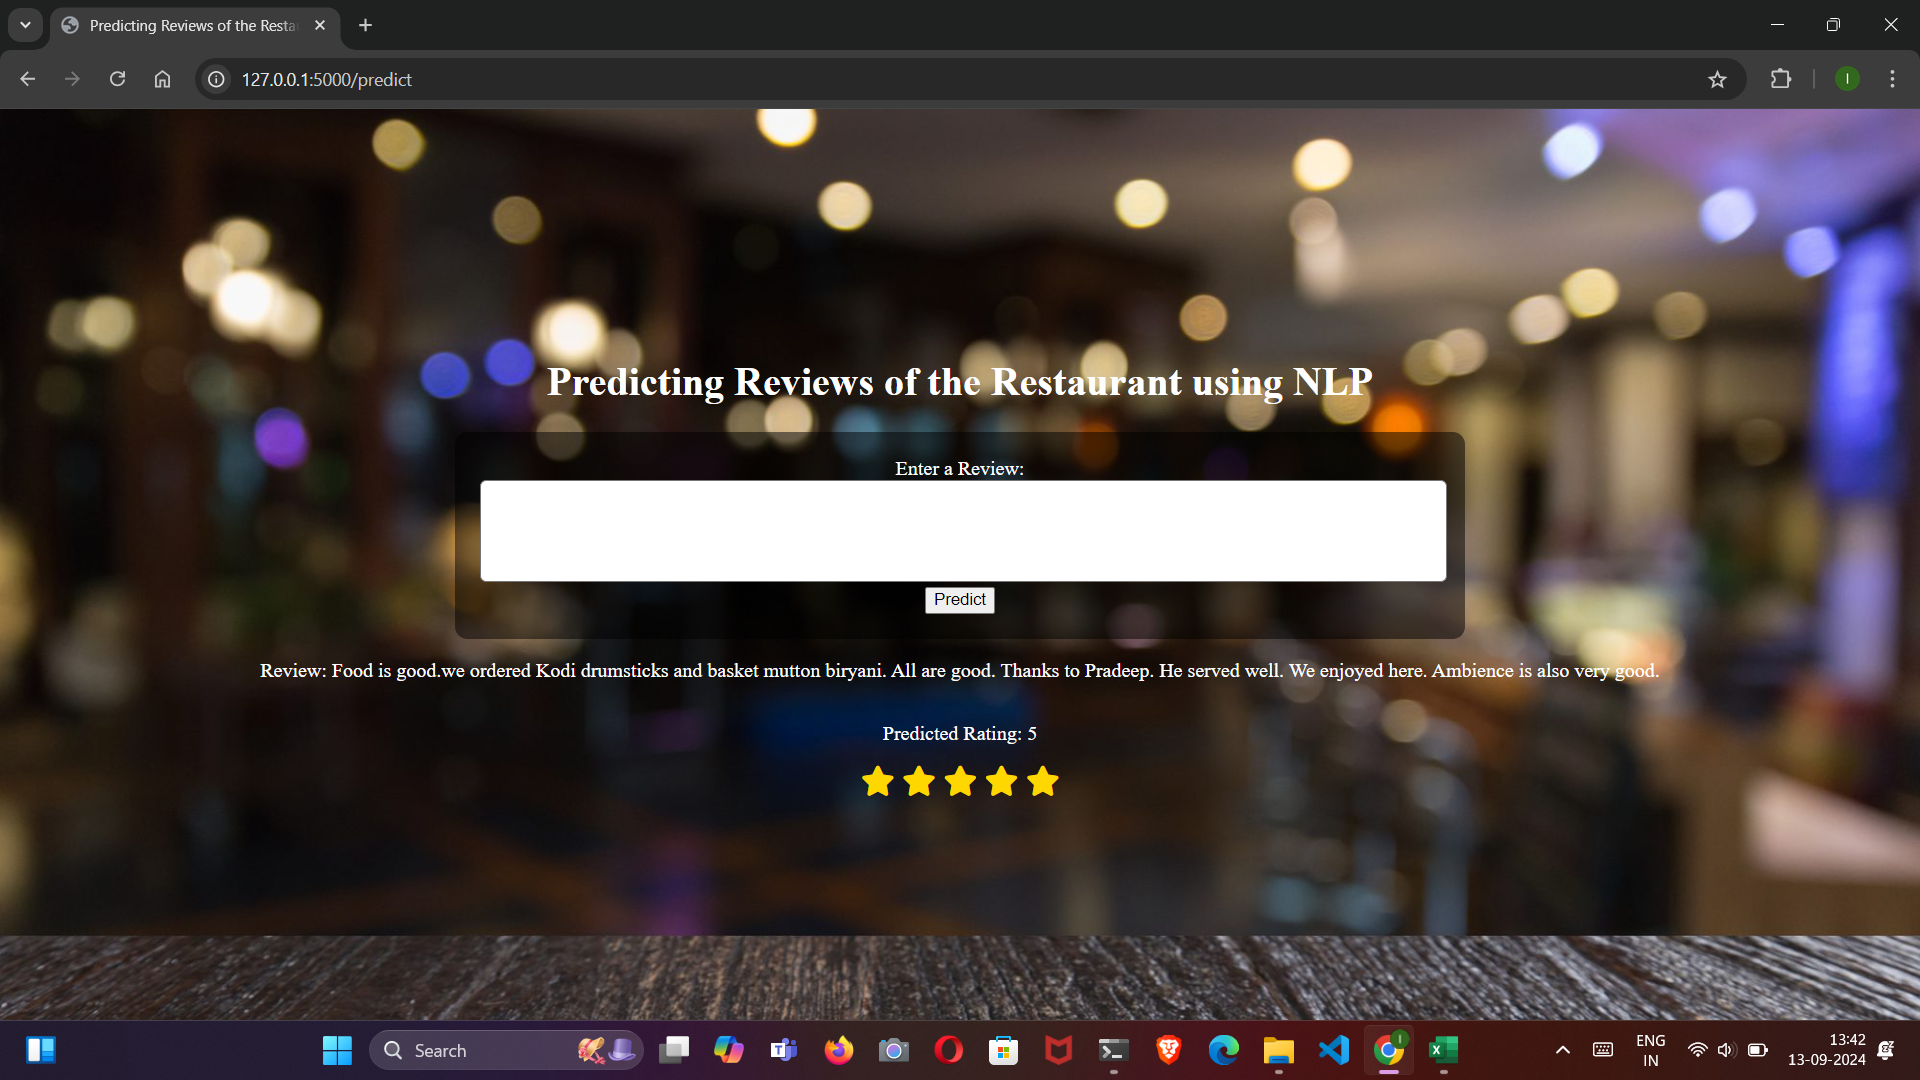 Predicting Reviews of the Resta
127.0.0.1:5000/predict
I
Predicting Reviews of the Restaurant using NLP
Enter a Review:
Predict
Review: Food is good.we ordered Kodi drumsticks and basket mutton biryani. All are good. Thanks to Pradeep. He served well. We enjoyed here. Ambience is also very good.
Predicted Rating: 5
Search
ENG
IN
13:42
13-09-2024